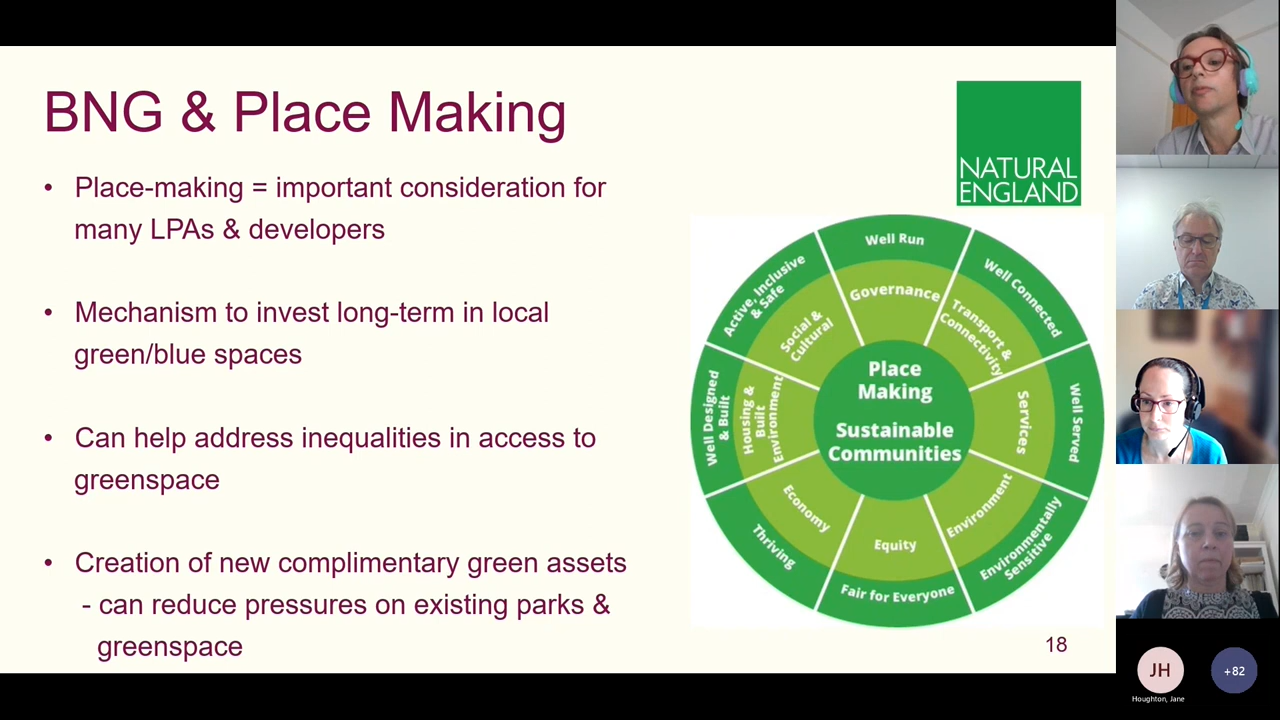 BNG & Place Making
• Place-making = important consideration for
many LPAs & developers
• Mechanism to invest long-term in local
green/blue spaces
• Can help address inequalities in access to
greenspace
• Creation of new complimentary green assets
- can reduce pressures on existing parks &
greenspace
NATURAL
ENGLAND
Well Run
Well Connected
Well Served
Environmentally
Sensitive
Fair for Everyone
Thriving
Well Designed
& Built
Active, Inclusive
& Safe
Governance
Transport &
Connectivity
Services
Environment
Equity
Economy
Housing &
Built
Environment
Social &
Cultural
Place
Making
Sustainable
Communities
18
JH
+82
Houghton, Jane